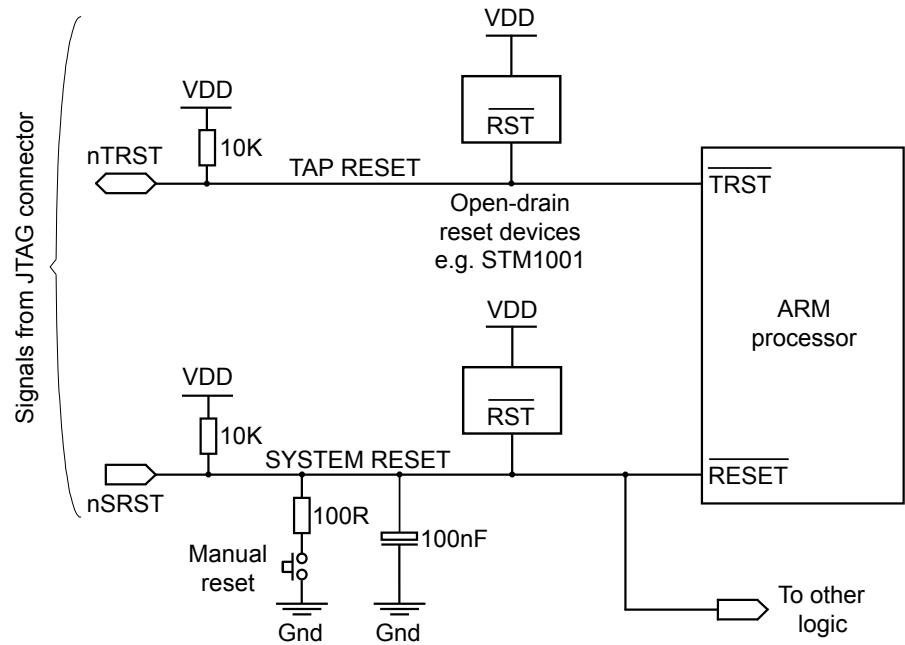 Signals from JTAG connector
VDD
VDD
RST
10K
nTRST
TAP RESET
TRST
Open-drain
reset devices
e.g. STM1001
ARM
processor
VDD
VDD
RST
10K
SYSTEM RESET
RESET
nSRST
100R
100nF
Manual
reset
Gnd
Gnd
To other
logic